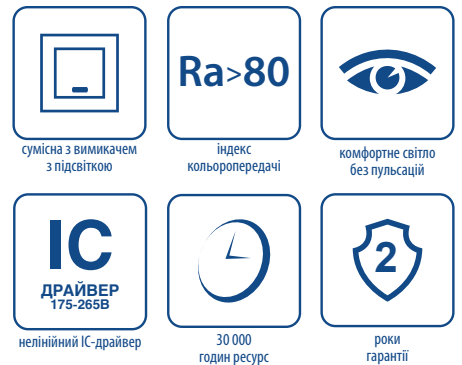 Ra>80
сумісна з вимикачем
з підсвіткою
індекс
кольоропередачі
комфортне світло
без пульсацій
IC
ДРАЙВЕР
175-265В
нелінійний IC-драйвер
30 000
годин ресурс
2
роки
гарантії